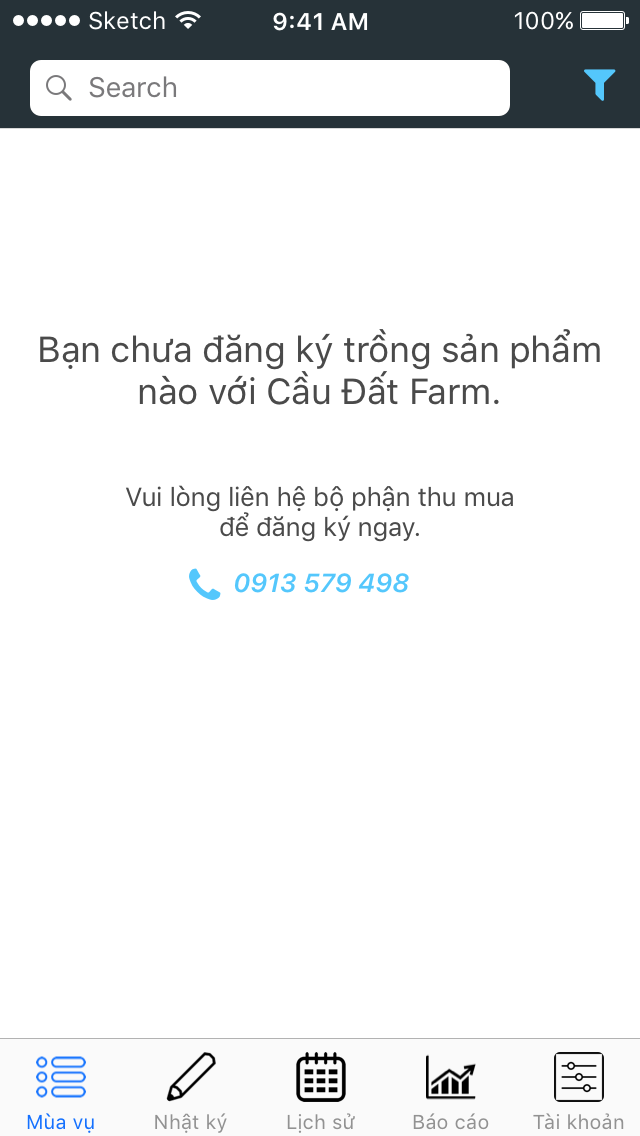 Sketch 9:41 AM 100%
Search
Bạn chưa đăng ký trồng sản phẩm
nào với Cầu Đất Farm.
Vui lòng liên hệ bộ phận thu mua
để đăng ký ngay.
0913 579 498
Mùa vụ Nhật ký Lịch sử Báo cáo Tài khoản